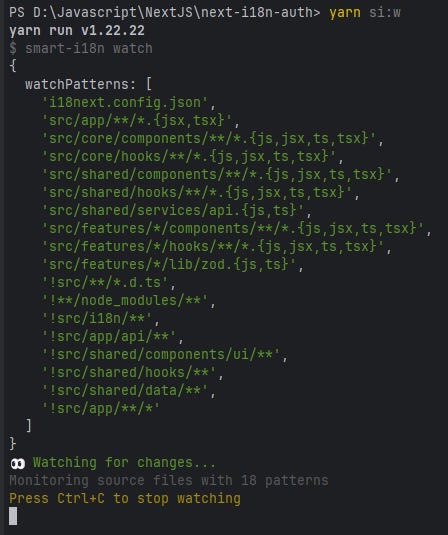 PS D:\Javascript\NextJS\next-i18n-auth> yarn si:w
yarn run v1.22.22
$ smart-i18n watch
{
  watchPatterns: [
    'i18next.config.json',
    'src/app/**/*.{jsx,tsx}',
    'src/core/components/**/*.{js,jsx,ts,tsx}',
    'src/core/hooks/**/*.{js,jsx,ts,tsx}',
    'src/shared/components/**/*.{js,jsx,ts,tsx}',
    'src/shared/hooks/**/*.{js,jsx,ts,tsx}',
    'src/shared/services/api.{js,ts}',
    'src/features/*/components/**/*.{js,jsx,ts,tsx}',
    'src/features/*/hooks/**/*.{js,jsx,ts,tsx}',
    'src/features/*/lib/zod.{js,ts}',
    '!src/**/*.d.ts',
    '!**/node_modules/**',
    '!src/i18n/**',
    '!src/app/api/**',
    '!src/shared/components/ui/**',
    '!src/shared/hooks/**',
    '!src/shared/data/**',
    '!src/app/**/*'
  ]
}
👀 Watching for changes...
Monitoring source files with 18 patterns
Press Ctrl+C to stop watching